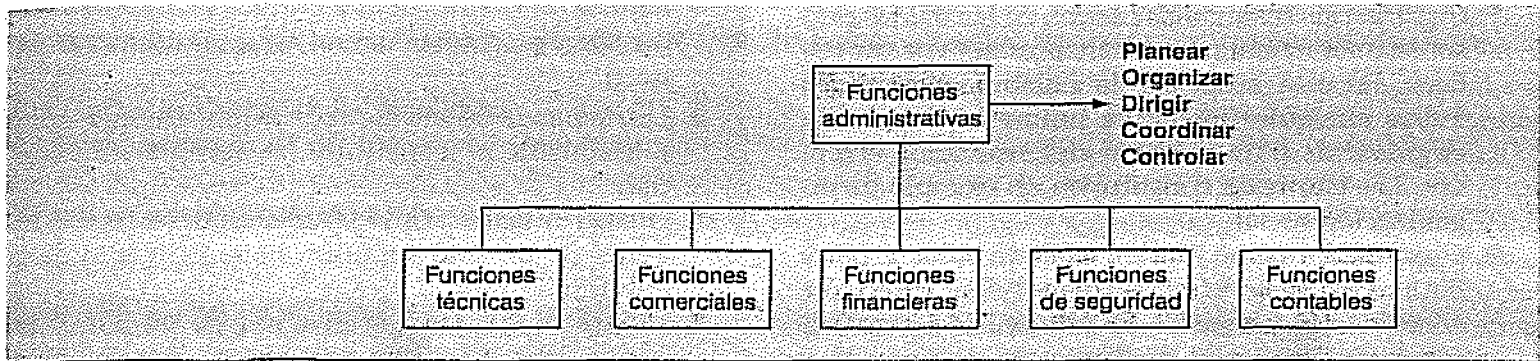 Planear
Organizar
Dirigir
Coordinar
Controlar
Funciones
administrativas
Funciones
técnicas
Funciones
comerciales
Funciones
financieras
Funciones
de seguridad
Funciones
contables